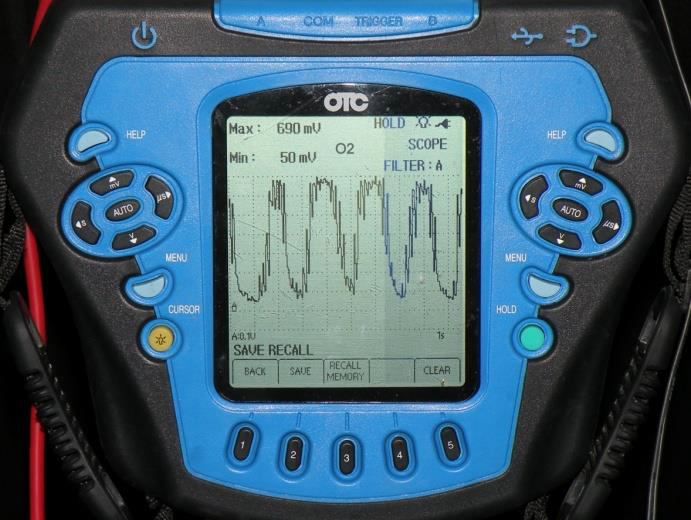 A COM TRIGGER B
OTC
HELP
HELP
Max: 690 mV
HOLD
Min: 50 mV
O2
SCOPE
FILTER: A
mV
mV
s
AUTO
µs
s
AUTO
µs
V
V
MENU
MENU
CURSOR
HOLD
A:0.1V
1s
SAVE RECALL
BACK
SAVE
RECALL
MEMORY
CLEAR
1
2
3
4
5